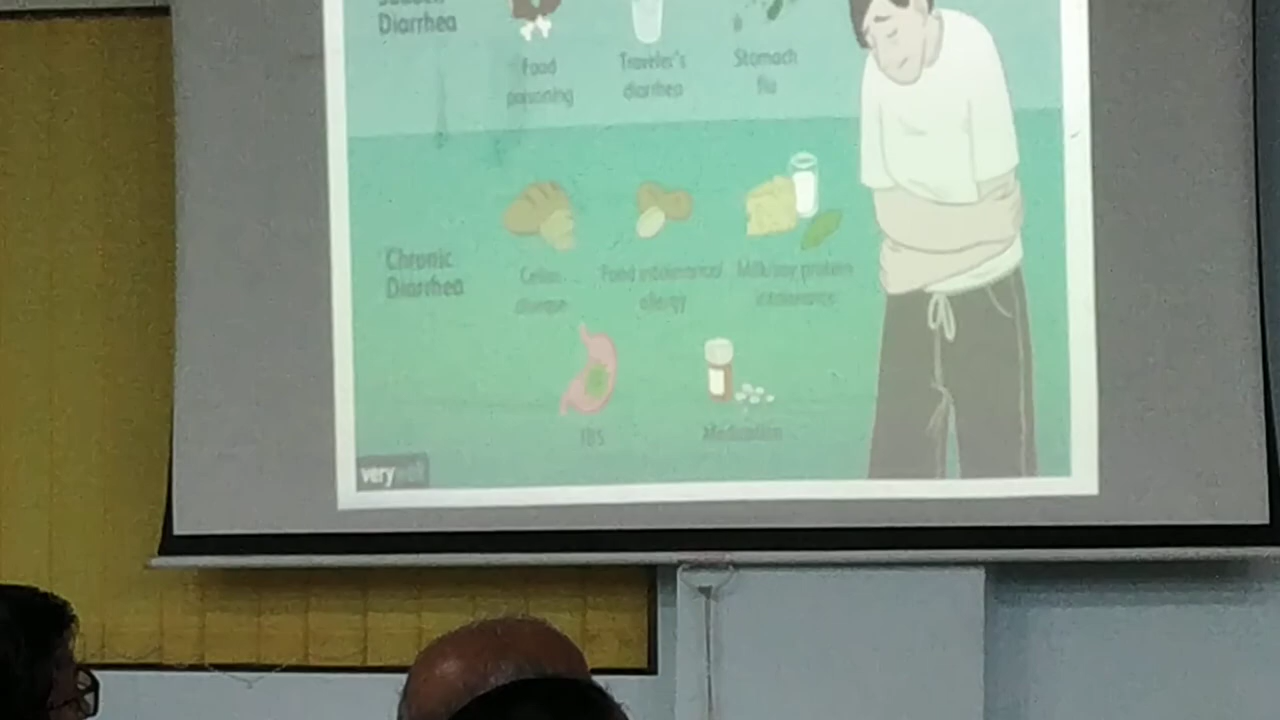 Diarrhea
Food
poisoning
Traveler's
diarrhea
Stomach
flu
Chronic
Diarrhea
disease
Food intolerance/
allergy
Milk/soy protein
intolerance
IBS
Medication
verywell